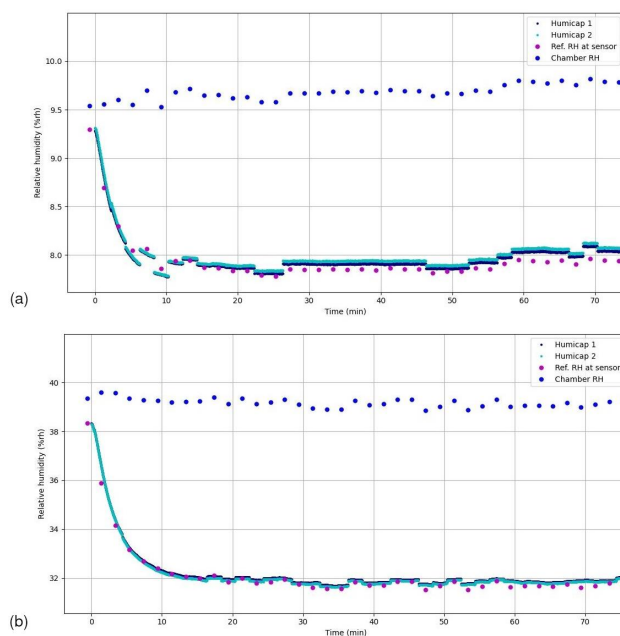 Humicap 1
Humicap 2
Ref. RH at sensor
Chamber RH
10.0
9.5
9.0
8.5
8.0
Relative humidity (%rh)
0 10 20 30 40 50 60 70
Time (min)
(a)
Humicap 1
Humicap 2
Ref. RH at sensor
Chamber RH
40
38
36
34
32
Relative humidity (%rh)
0 10 20 30 40 50 60 70
Time (min)
(b)